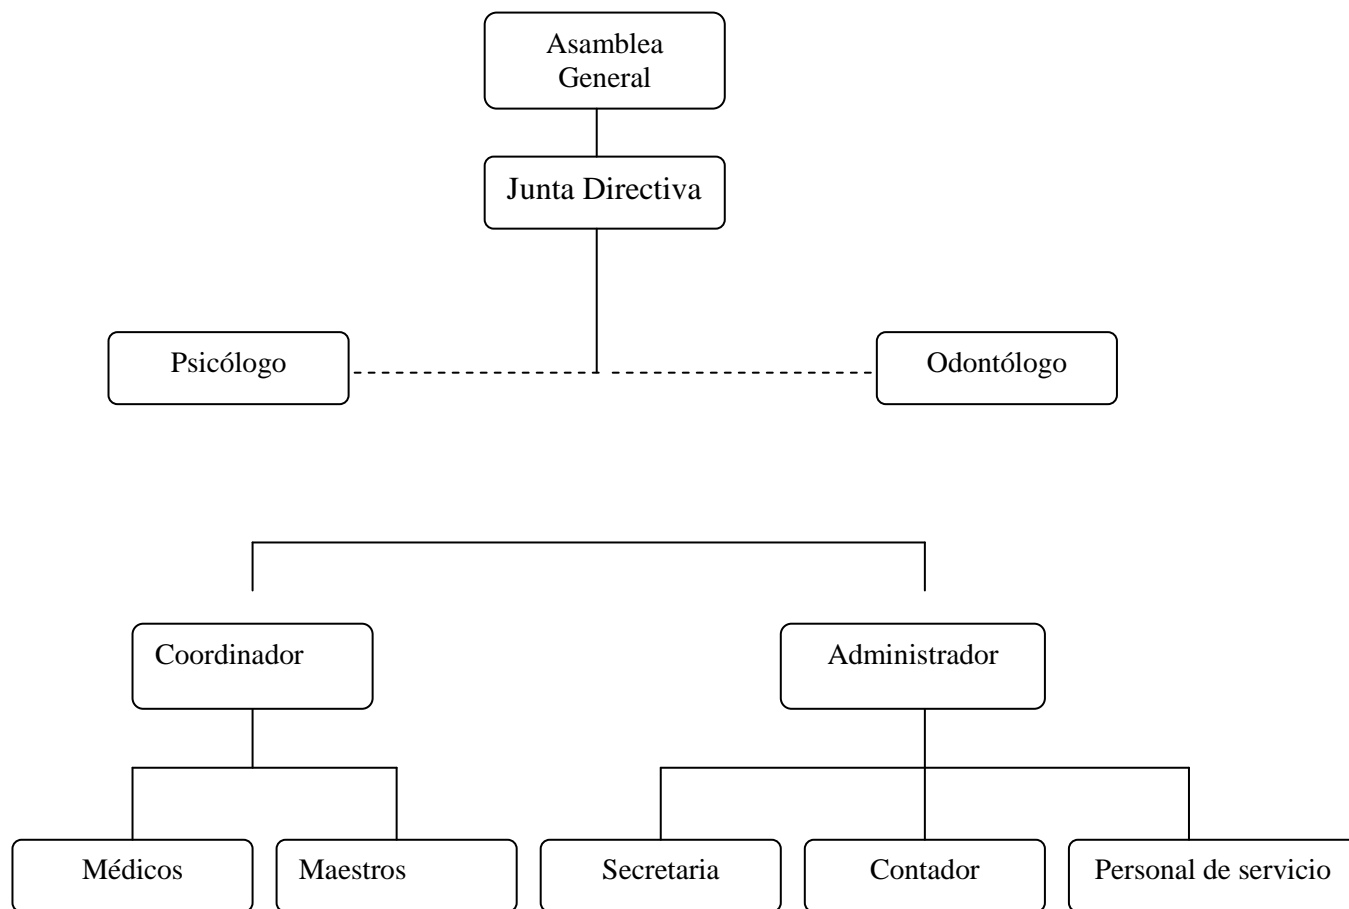 Asamblea
General
Junta Directiva
Psicólogo
Odontólogo
Coordinador
Administrador
Médicos
Maestros
Secretaria
Contador
Personal de servicio